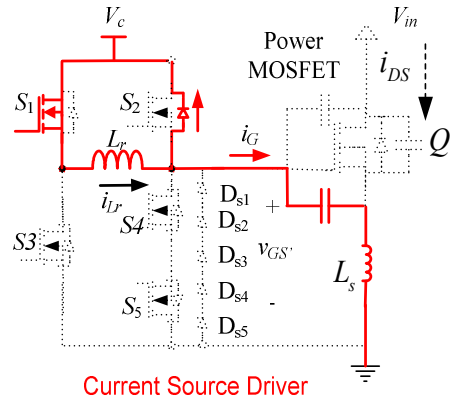 Vc
Vin
Power
MOSFET
iDS
S1
S2
Lr
iG
Q
iLr
S4
Ds1
+
Ds2
S3
vGS'
Ds3
Ls
S5
Ds4
-
Ds5
Current Source Driver